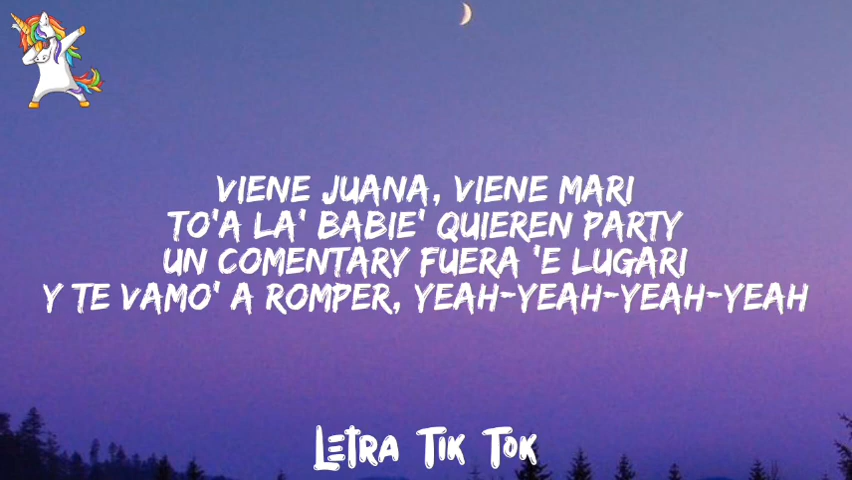 VIENE JUANA, VIENE MARI
TO'A LA' BABIE' QUIEREN PARTY
UN COMENTARY FUERA 'E LUGARI
Y TE VAMO' A ROMPER, YEAH-YEAH-YEAH-YEAH
LETRA TIK TOK